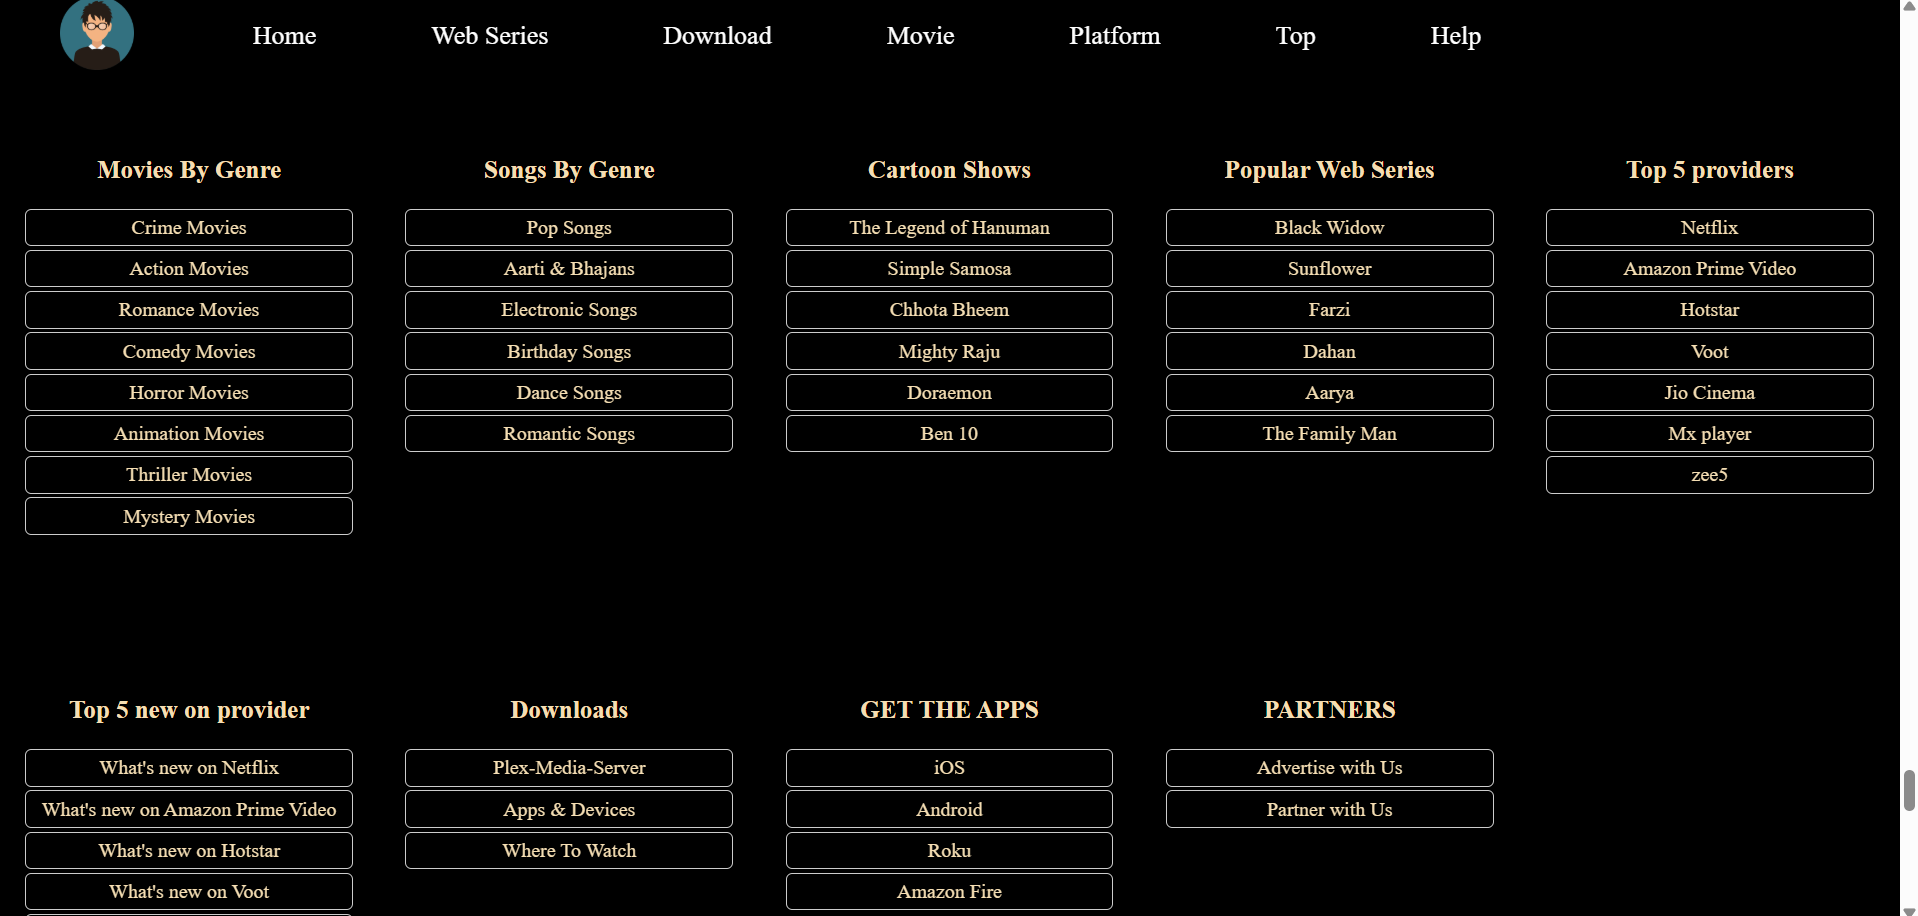 Home Web Series Download Movie Platform Top Help
Movies By Genre
Crime Movies
Action Movies
Romance Movies
Comedy Movies
Horror Movies
Animation Movies
Thriller Movies
Mystery Movies
Songs By Genre
Pop Songs
Aarti & Bhajans
Electronic Songs
Birthday Songs
Dance Songs
Romantic Songs
Cartoon Shows
The Legend of Hanuman
Simple Samosa
Chhota Bheem
Mighty Raju
Doraemon
Ben 10
Popular Web Series
Black Widow
Sunflower
Farzi
Dahan
Aarya
The Family Man
Top 5 providers
Netflix
Amazon Prime Video
Hotstar
Voot
Jio Cinema
Mx player
zee5
Top 5 new on provider
What's new on Netflix
What's new on Amazon Prime Video
What's new on Hotstar
What's new on Voot
Downloads
Plex-Media-Server
Apps & Devices
Where To Watch
GET THE APPS
iOS
Android
Roku
Amazon Fire
PARTNERS
Advertise with Us
Partner with Us